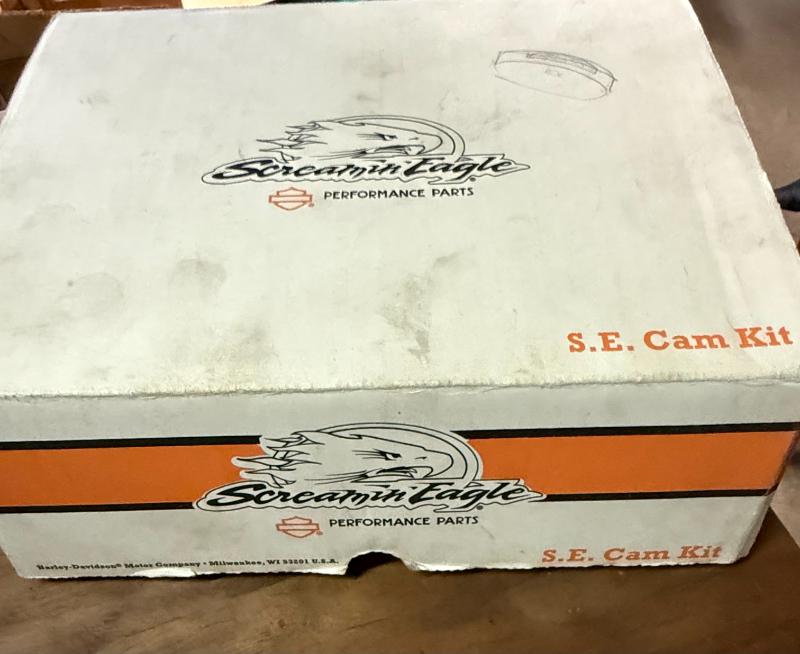 Screamin' Eagle®
PERFORMANCE PARTS
S.E. Cam Kit
Screamin' Eagle®
PERFORMANCE PARTS
S.E. Cam Kit
Harley-Davidson® Motor Company • Milwaukee, WI 53201 U.S.A.